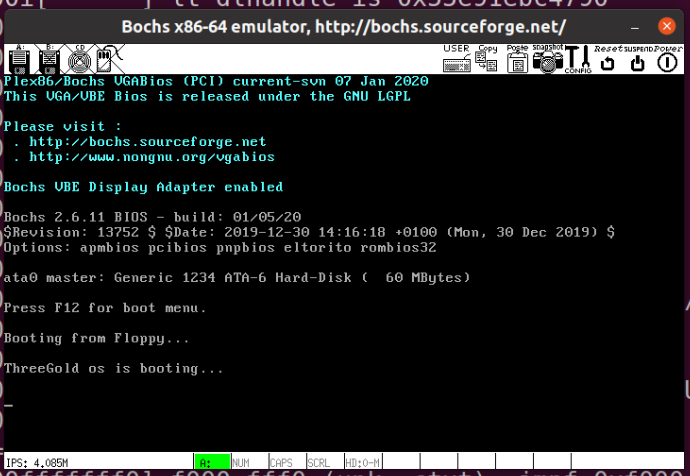 ll dlhandle is 0x55e91ebc4790
Bochs x86-64 emulator, http://bochs.sourceforge.net/
A: B: CD USER Copy Paste snapshot CONFIG Reset SUSPEND Power
Plex86/Bochs VGABios (PCI) current-svn 07 Jan 2020
This VGA/VBE Bios is released under the GNU LGPL
Please visit :
. http://bochs.sourceforge.net
. http://www.nongnu.org/vgabios
Bochs VBE Display Adapter enabled
Bochs 2.6.11 BIOS - build: 01/05/20
$Revision: 13752 $ $Date: 2019-12-30 14:16:18 +0100 (Mon, 30 Dec 2019) $
Options: apmbios pcibios pnpbios eltorito rombios32
ata0 master: Generic 1234 ATA-6 Hard-Disk (  60 MBytes)
Press F12 for boot menu.
Booting from Floppy...
ThreeGold os is booting...
_
IPS: 4.085M A: NUM CAPS SCRL HD:0-M